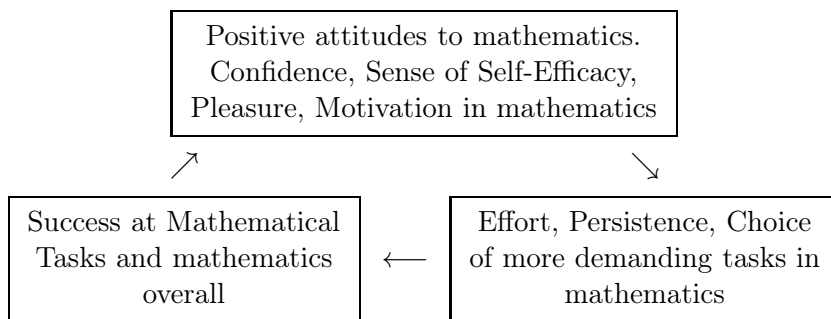 Positive attitudes to mathematics.
Confidence, Sense of Self-Efficacy,
Pleasure, Motivation in mathematics
Success at Mathematical
Tasks and mathematics
overall
Effort, Persistence, Choice
of more demanding tasks in
mathematics